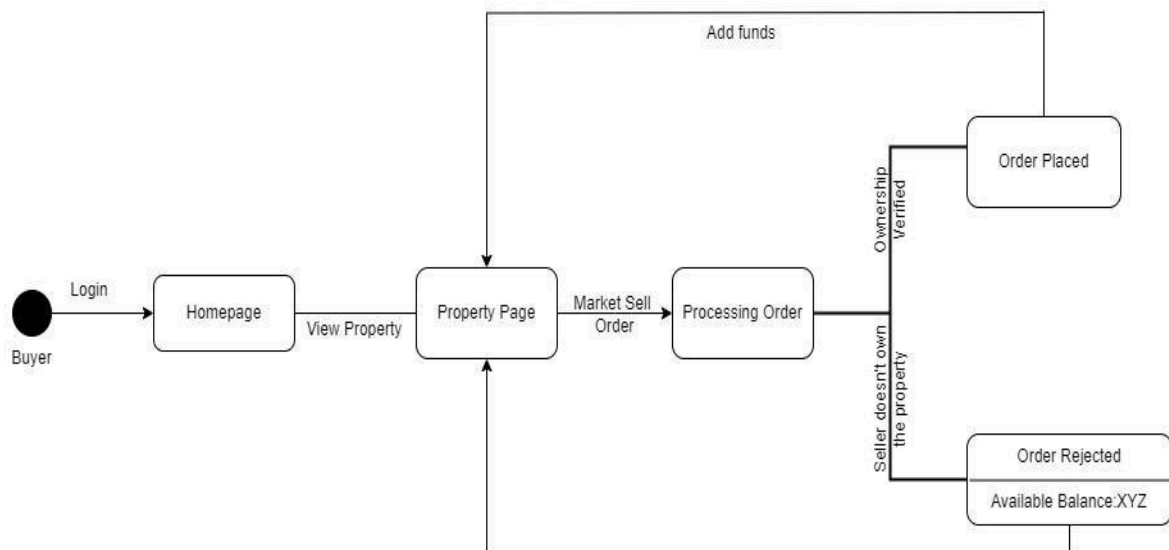 Add funds
Order Placed
Ownership
Verified
Login
Homepage
View Property
Property Page
Market Sell
Order
Processing Order
Buyer
Seller doesn't own
the property
Order Rejected
Available Balance:XYZ